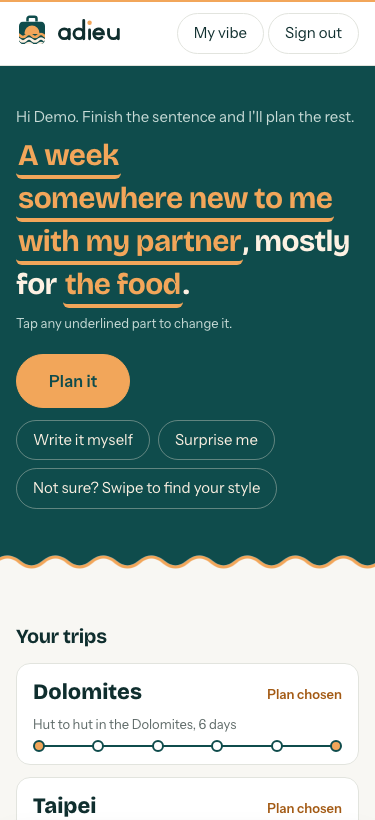 adieu
My vibe
Sign out
Hi Demo. Finish the sentence and I'll plan the rest.
A week
somewhere new to me
with my partner, mostly
for the food.
Tap any underlined part to change it.
Plan it
Write it myself
Surprise me
Not sure? Swipe to find your style
Your trips
Dolomites
Plan chosen
Hut to hut in the Dolomites, 6 days
Taipei
Plan chosen